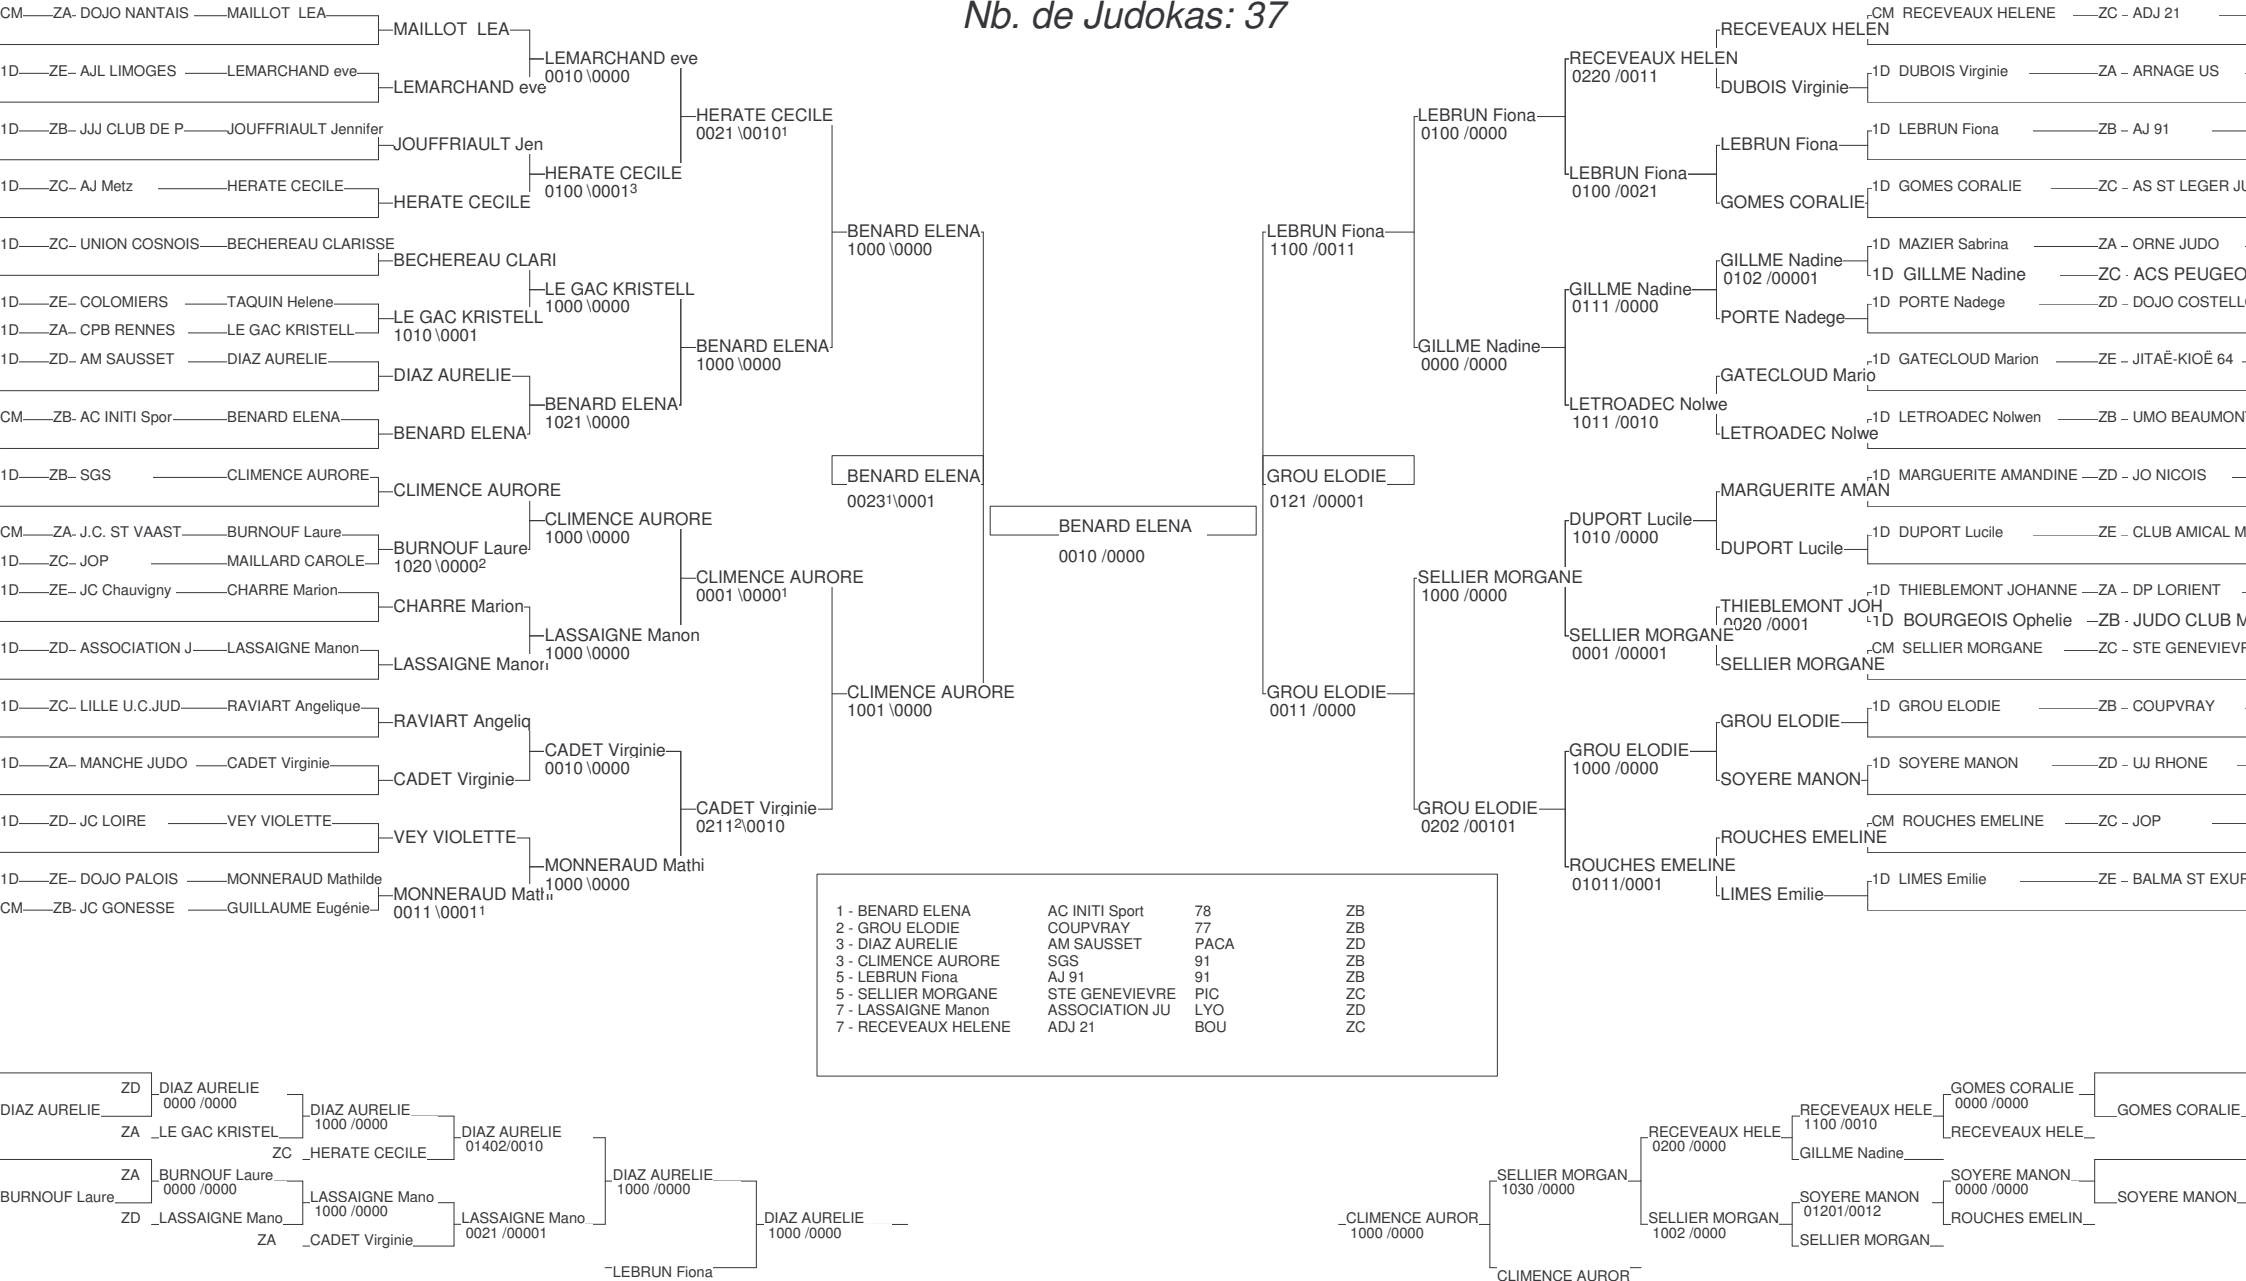 Nb. de Judokas: 37
CM ZA- DOJO NANTAIS MAILLOT LEA
MAILLOT LEA
1D ZE- AJL LIMOGES LEMARCHAND eve
LEMARCHAND eve
LEMARCHAND eve
0010 \0000
1D ZB- JJJ CLUB DE P JOUFFRIAULT Jennifer
JOUFFRIAULT Jen
1D ZC- AJ Metz HERATE CECILE
HERATE CECILE
HERATE CECILE
0100 \00013
HERATE CECILE
0021 \00101
1D ZC- UNION COSNOIS BECHEREAU CLARISSE
BECHEREAU CLARI
1D ZE- COLOMIERS TAQUIN Helene
1D ZA- CPB RENNES LE GAC KRISTELL
LE GAC KRISTELL
1010 \0001
LE GAC KRISTELL
1000 \0000
1D ZD- AM SAUSSET DIAZ AURELIE
DIAZ AURELIE
CM ZB- AC INITI Spor BENARD ELENA
BENARD ELENA
BENARD ELENA
1021 \0000
BENARD ELENA
1000 \0000
BENARD ELENA
1000 \0000
1D ZB- SGS CLIMENCE AURORE
CLIMENCE AURORE
CM ZA- J.C. ST VAAST BURNOUF Laure
1D ZC- JOP MAILLARD CAROLE
BURNOUF Laure
1020 \00002
CLIMENCE AURORE
1000 \0000
1D ZE- JC Chauvigny CHARRE Marion
CHARRE Marion
1D ZD- ASSOCIATION J LASSAIGNE Manon
LASSAIGNE Manon
LASSAIGNE Manon
1000 \0000
CLIMENCE AURORE
0001 \00001
1D ZC- LILLE U.C.JUD RAVIART Angelique
RAVIART Angeliq
1D ZA- MANCHE JUDO CADET Virginie
CADET Virginie
CADET Virginie
0010 \0000
1D ZD- JC LOIRE VEY VIOLETTE
VEY VIOLETTE
1D ZE- DOJO PALOIS MONNERAUD Mathilde
CM ZB- JC GONESSE GUILLAUME Eugénie
MONNERAUD Mathi
0011 \00011
MONNERAUD Mathi
1000 \0000
CADET Virginie
02112\0010
CLIMENCE AURORE
1001 \0000
BENARD ELENA
00231\0001
BENARD ELENA
0010 /0000
GROU ELODIE
0121 /00001
CM RECEVEAUX HELENE ZC - ADJ 21
RECEVEAUX HELEN
1D DUBOIS Virginie ZA - ARNAGE US
DUBOIS Virginie
RECEVEAUX HELEN
0220 /0011
1D LEBRUN Fiona ZB - AJ 91
LEBRUN Fiona
1D GOMES CORALIE ZC - AS ST LEGER JU
GOMES CORALIE
LEBRUN Fiona
0100 /0021
LEBRUN Fiona
0100 /0000
1D MAZIER Sabrina ZA - ORNE JUDO
1D GILLME Nadine ZC - ACS PEUGEO
GILLME Nadine
0102 /00001
1D PORTE Nadege ZD - DOJO COSTELLO
PORTE Nadege
GILLME Nadine
0111 /0000
1D GATECLOUD Marion ZE - JITAË-KIOË 64
GATECLOUD Mario
1D LETROADEC Nolwen ZB - UMO BEAUMONT
LETROADEC Nolwe
LETROADEC Nolwe
1011 /0010
GILLME Nadine
0000 /0000
LEBRUN Fiona
1100 /0011
1D MARGUERITE AMANDINE ZD - JO NICOIS
MARGUERITE AMAN
1D DUPORT Lucile ZE - CLUB AMICAL M
DUPORT Lucile
DUPORT Lucile
1010 /0000
1D THIEBLEMONT JOHANNE ZA - DP LORIENT
1D BOURGEOIS Ophelie ZB - JUDO CLUB M
THIEBLEMONT JOH
0020 /0001
CM SELLIER MORGANE ZC - STE GENEVIEVR
SELLIER MORGANE
SELLIER MORGANE
0001 /00001
SELLIER MORGANE
1000 /0000
1D GROU ELODIE ZB - COUPVRAY
GROU ELODIE
1D SOYERE MANON ZD - UJ RHONE
SOYERE MANON
GROU ELODIE
1000 /0000
CM ROUCHES EMELINE ZC - JOP
ROUCHES EMELINE
1D LIMES Emilie ZE - BALMA ST EXUP
LIMES Emilie
ROUCHES EMELINE
01011/0001
GROU ELODIE
0202 /00101
GROU ELODIE
0011 /0000
1 - BENARD ELENA AC INITI Sport 78 ZB
2 - GROU ELODIE COUPVRAY 77 ZB
3 - DIAZ AURELIE AM SAUSSET PACA ZD
3 - CLIMENCE AURORE SGS 91 ZB
5 - LEBRUN Fiona AJ 91 91 ZB
5 - SELLIER MORGANE STE GENEVIEVRE PIC ZC
7 - LASSAIGNE Manon ASSOCIATION JU LYO ZD
7 - RECEVEAUX HELENE ADJ 21 BOU ZC
DIAZ AURELIE
ZD DIAZ AURELIE
0000 /0000
ZA LE GAC KRISTEL
DIAZ AURELIE
1000 /0000
ZC HERATE CECILE
DIAZ AURELIE
01402/0010
BURNOUF Laure
ZA BURNOUF Laure
0000 /0000
ZD LASSAIGNE Mano
LASSAIGNE Mano
1000 /0000
ZA CADET Virginie
LASSAIGNE Mano
0021 /00001
DIAZ AURELIE
1000 /0000
LEBRUN Fiona
DIAZ AURELIE
1000 /0000
GOMES CORALIE
GOMES CORALIE
0000 /0000
RECEVEAUX HELE
RECEVEAUX HELE
1100 /0010
GILLME Nadine
RECEVEAUX HELE
0200 /0000
SOYERE MANON
SOYERE MANON
0000 /0000
ROUCHES EMELIN
SOYERE MANON
01201/0012
SELLIER MORGAN
SELLIER MORGAN
1002 /0000
SELLIER MORGAN
1030 /0000
CLIMENCE AUROR
CLIMENCE AUROR
1000 /0000